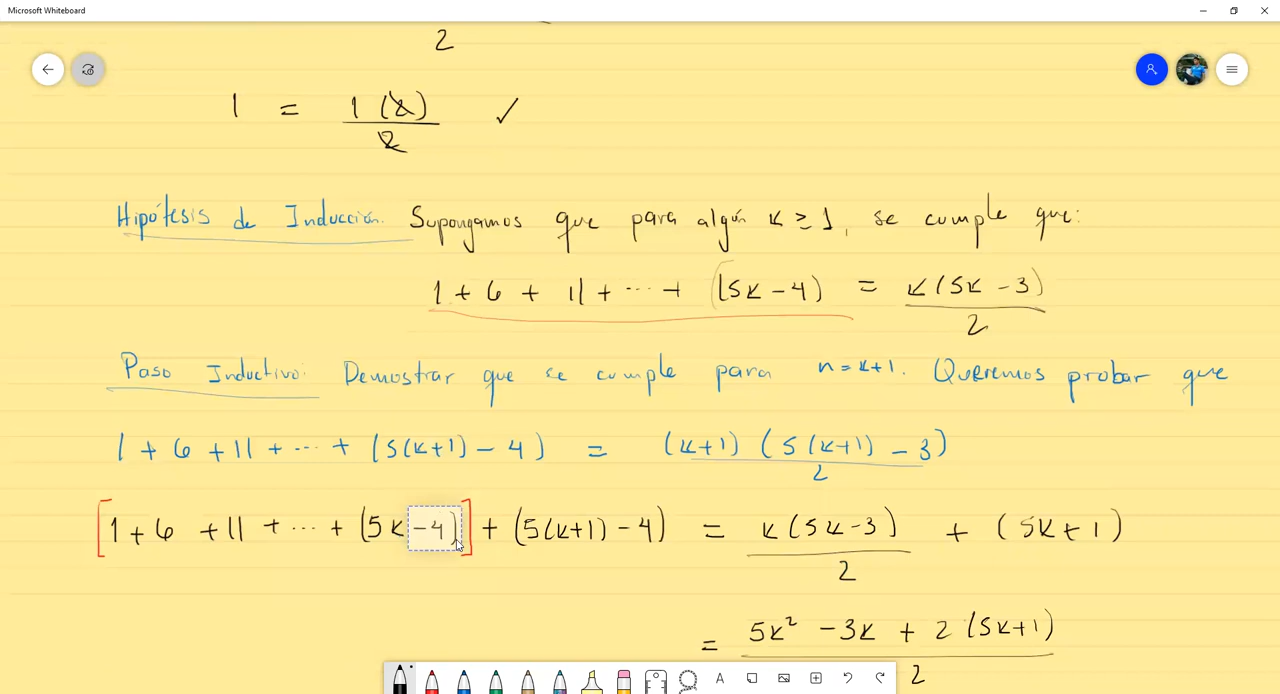 Microsoft Whiteboard
2
1 = 1(2)/2 ✓
Hipótesis de Inducción. Supongamos que para algún k ≥ 1, se cumple que:
1 + 6 + 11 + ... + (5k - 4) = k(5k - 3)/2
Paso Inductivo: Demostrar que se cumple para n = k+1. Queremos probar que
1 + 6 + 11 + ... + (5(k+1) - 4) = (k+1)(5(k+1) - 3)/2
[1 + 6 + 11 + ... + (5k - 4)] + (5(k+1) - 4) = k(5k - 3)/2 + (5k + 1)
= 5k² - 3k + 2(5k+1)/2
A